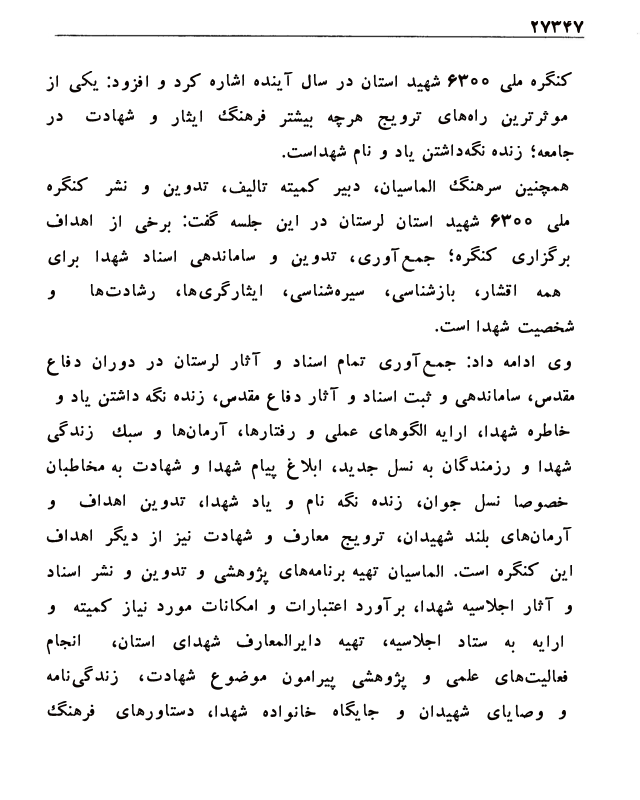 ۲۷۳۴۷
کنگره ملی ۶۳۰۰ شهید استان در سال آینده اشاره کرد و افزود: یکی از
موثرترین راه‌های ترویج هرچه بیشتر فرهنگ ایثار و شهادت در
جامعه؛ زنده نگه‌داشتن یاد و نام شهداست.
همچنین سرهنگ الماسیان، دبیر کمیته تالیف، تدوین و نشر کنگره
ملی ۶۳۰۰ شهید استان لرستان در این جلسه گفت: برخی از اهداف
برگزاری کنگره؛ جمع‌آوری، تدوین و ساماندهی اسناد شهدا برای
همه اقشار، بازشناسی، سیره‌شناسی، ایثارگری‌ها، رشادت‌ها و
شخصیت شهدا است.
وی ادامه داد: جمع‌آوری تمام اسناد و آثار لرستان در دوران دفاع
مقدس، ساماندهی و ثبت اسناد و آثار دفاع مقدس، زنده نگه داشتن یاد و
خاطره شهدا، ارایه الگوهای عملی و رفتارها، آرمان‌ها و سبک زندگی
شهدا و رزمندگان به نسل جدید، ابلاغ پیام شهدا و شهادت به مخاطبان
خصوصا نسل جوان، زنده نگه نام و یاد شهدا، تدوین اهداف و
آرمان‌های بلند شهیدان، ترویج معارف و شهادت نیز از دیگر اهداف
این کنگره است. الماسیان تهیه برنامه‌های پژوهشی و تدوین و نشر اسناد
و آثار اجلاسیه شهدا، برآورد اعتبارات و امکانات مورد نیاز کمیته و
ارایه به ستاد اجلاسیه، تهیه دایرالمعارف شهدای استان، انجام
فعالیت‌های علمی و پژوهشی پیرامون موضوع شهادت، زندگی‌نامه
و وصایای شهیدان و جایگاه خانواده شهدا، دستاورهای فرهنگ